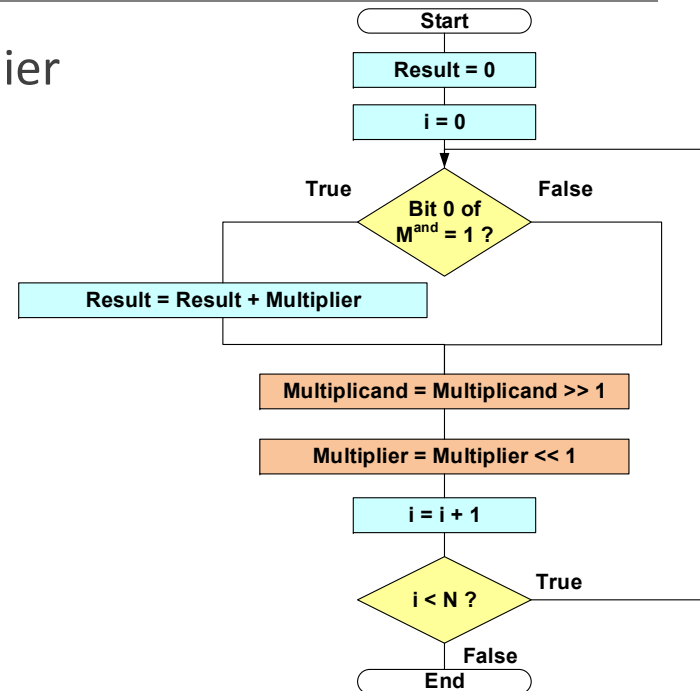 ier
Start
Result = 0
i = 0
True
False
Bit 0 of
M^and = 1 ?
Result = Result + Multiplier
Multiplicand = Multiplicand >> 1
Multiplier = Multiplier << 1
i = i + 1
i < N ?
True
False
End